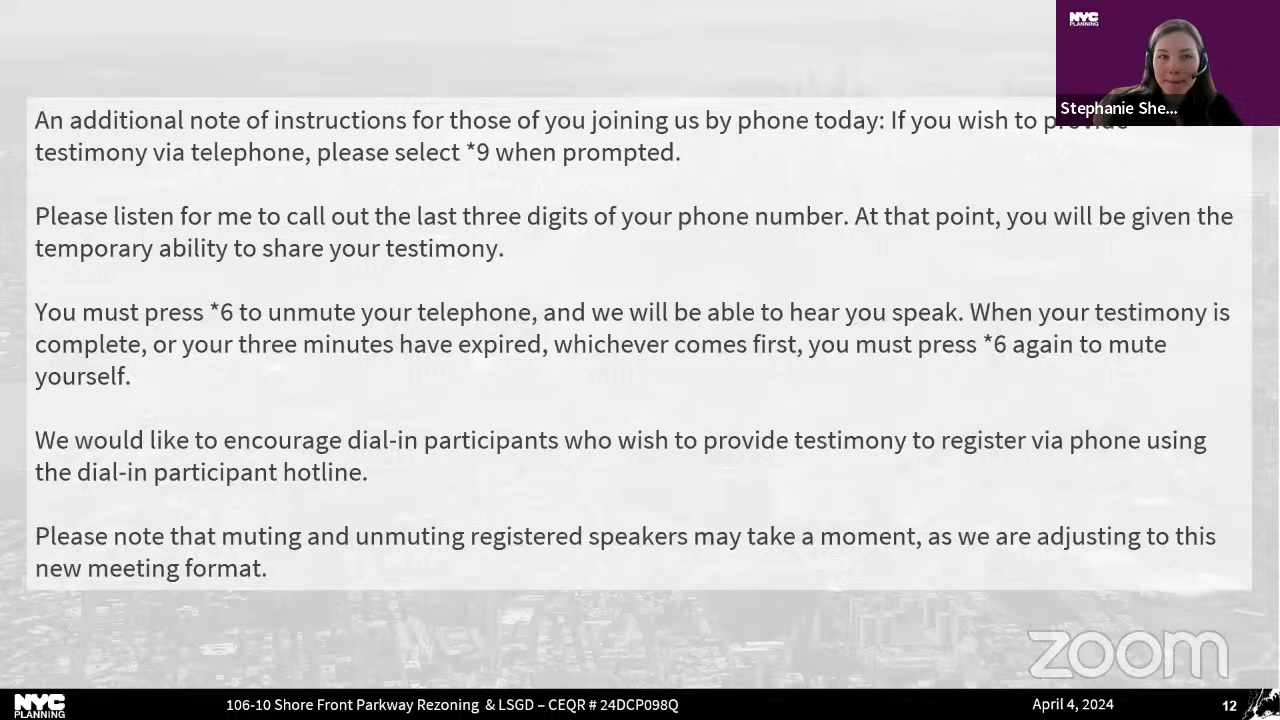 NYC
PLANNING
Stephanie She...
An additional note of instructions for those of you joining us by phone today: If you wish to provide
testimony via telephone, please select *9 when prompted.
Please listen for me to call out the last three digits of your phone number. At that point, you will be given the
temporary ability to share your testimony.
You must press *6 to unmute your telephone, and we will be able to hear you speak. When your testimony is
complete, or your three minutes have expired, whichever comes first, you must press *6 again to mute
yourself.
We would like to encourage dial-in participants who wish to provide testimony to register via phone using
the dial-in participant hotline.
Please note that muting and unmuting registered speakers may take a moment, as we are adjusting to this
new meeting format.
zoom
NYC
PLANNING
106-10 Shore Front Parkway Rezoning & LSGD – CEQR # 24DCP098Q
April 4, 2024
12